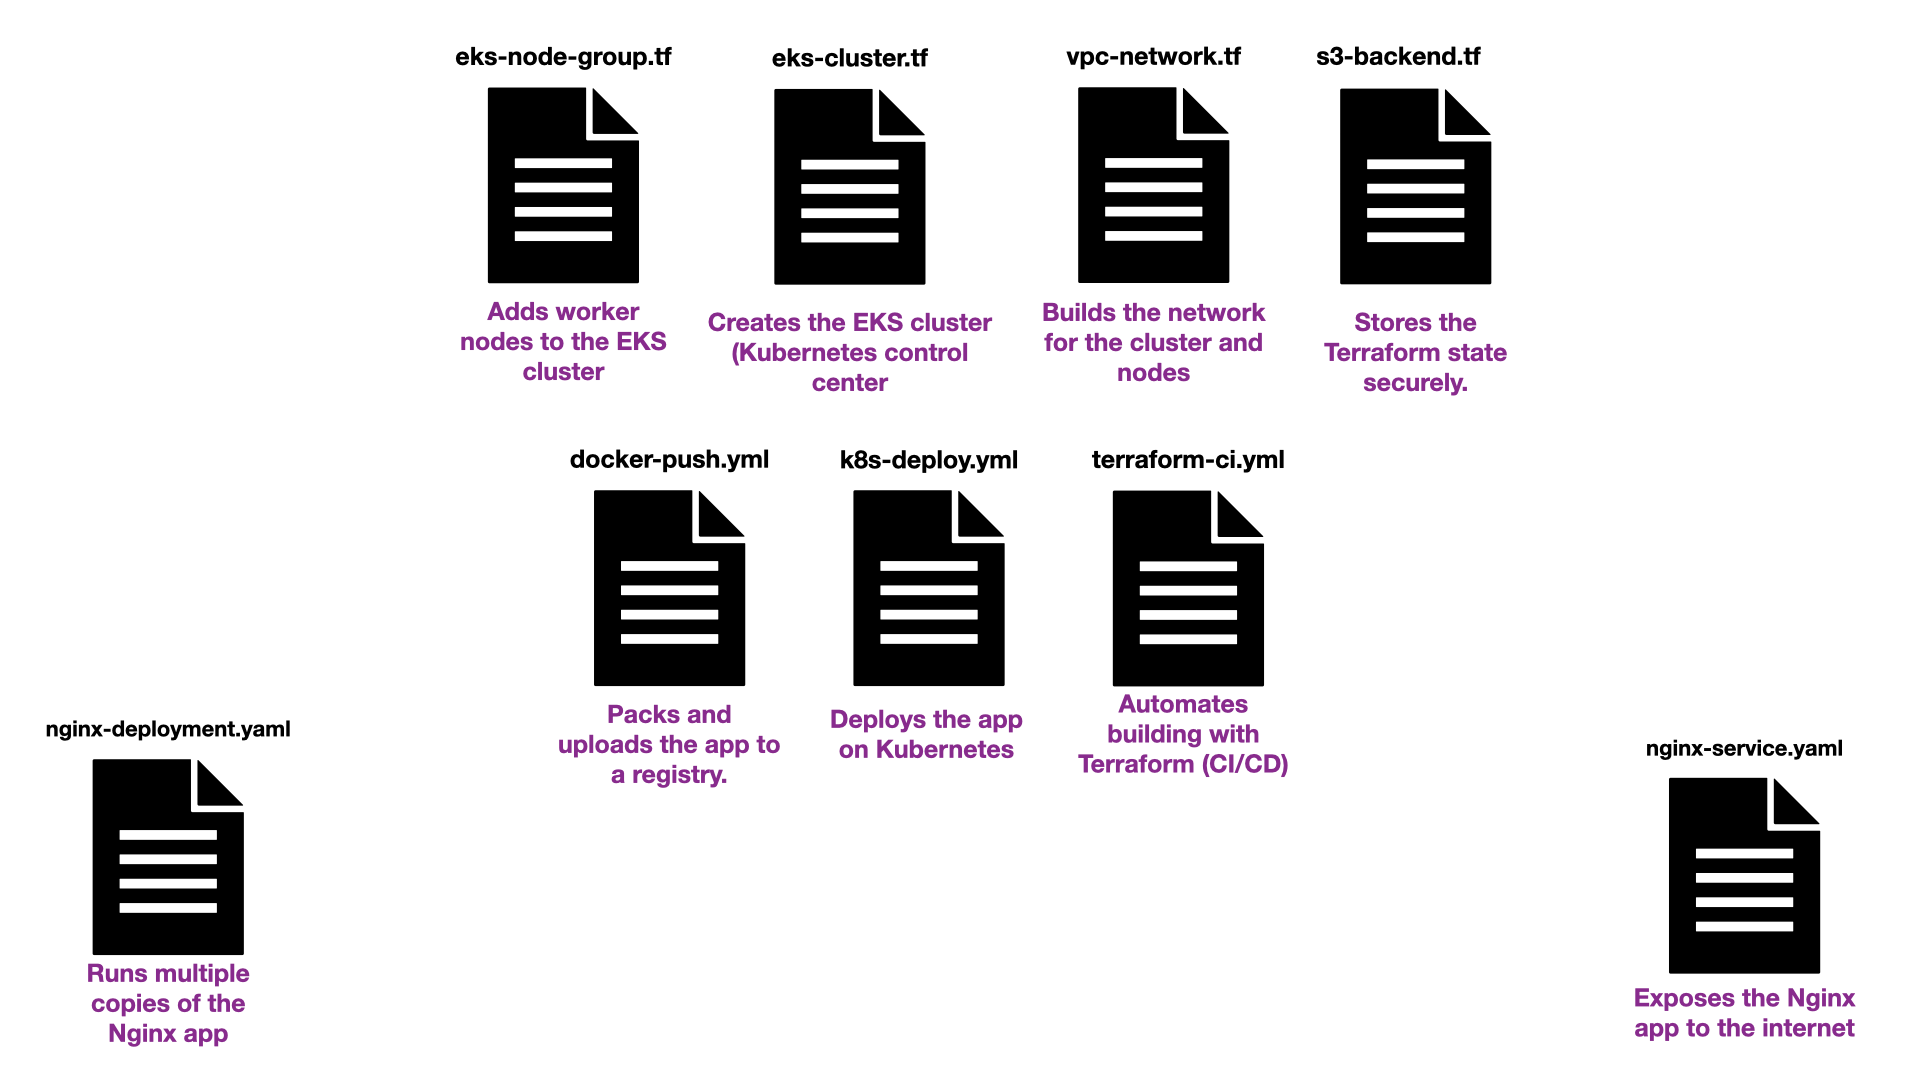 eks-node-group.tf
Adds worker
nodes to the EKS
cluster
eks-cluster.tf
Creates the EKS cluster
(Kubernetes control
center
vpc-network.tf
Builds the network
for the cluster and
nodes
s3-backend.tf
Stores the
Terraform state
securely.
docker-push.yml
Packs and
uploads the app to
a registry.
k8s-deploy.yml
Deploys the app
on Kubernetes
terraform-ci.yml
Automates
building with
Terraform (CI/CD)
nginx-deployment.yaml
Runs multiple
copies of the
Nginx app
nginx-service.yaml
Exposes the Nginx
app to the internet